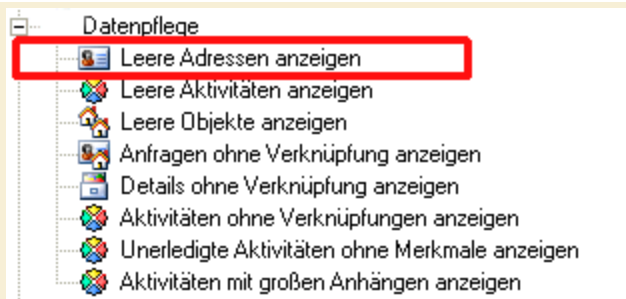 Datenpflege
Leere Adressen anzeigen
Leere Aktivitäten anzeigen
Leere Objekte anzeigen
Anfragen ohne Verknüpfung anzeigen
Details ohne Verknüpfung anzeigen
Aktivitäten ohne Verknüpfungen anzeigen
Unerledigte Aktivitäten ohne Merkmale anzeigen
Aktivitäten mit großen Anhängen anzeigen